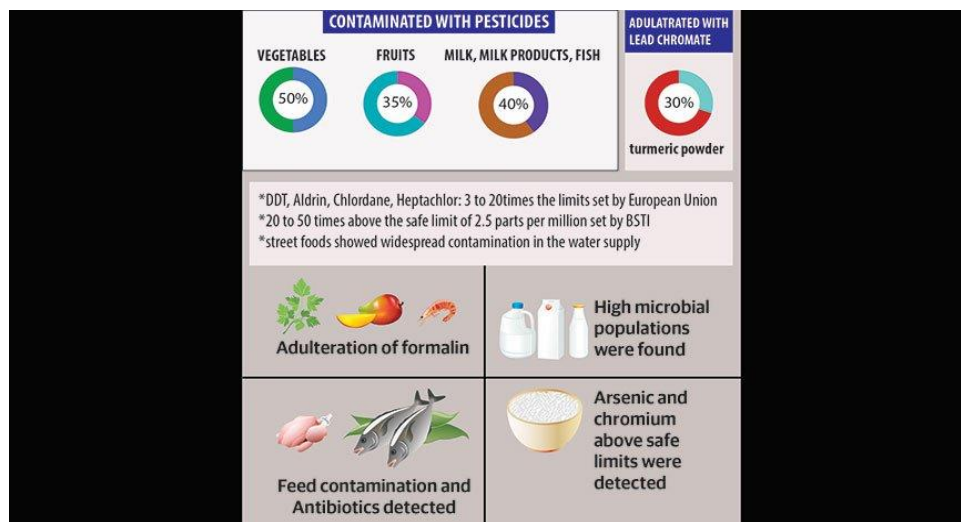 CONTAMINATED WITH PESTICIDES
VEGETABLES
50%
FRUITS
35%
MILK, MILK PRODUCTS, FISH
40%
ADULATRATED WITH
LEAD CHROMATE
30%
turmeric powder
*DDT, Aldrin, Chlordane, Heptachlor: 3 to 20times the limits set by European Union
*20 to 50 times above the safe limit of 2.5 parts per million set by BSTI
*street foods showed widespread contamination in the water supply
Adulteration of formalin
High microbial
populations
were found
Feed contamination and
Antibiotics detected
Arsenic and
chromium
above safe
limits were
detected